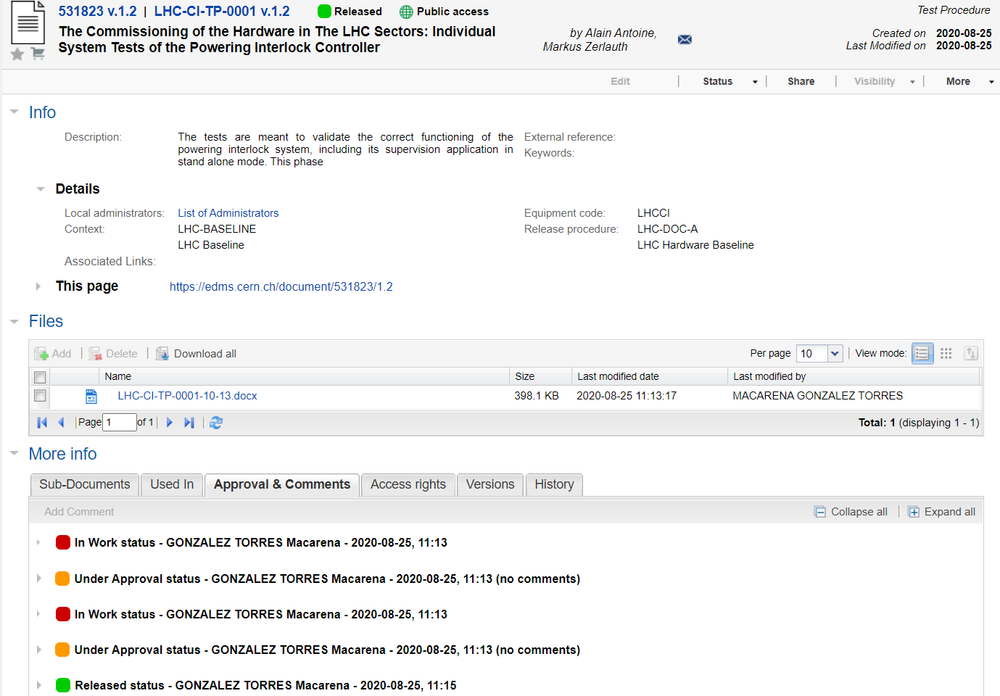 531823 v.1.2 | LHC-CI-TP-0001 v.1.2 Released Public access Test Procedure
The Commissioning of the Hardware in The LHC Sectors: Individual
System Tests of the Powering Interlock Controller
by Alain Antoine,
Markus Zerlauth
Created on 2020-08-25
Last Modified on 2020-08-25
Edit | Status | Share | Visibility | More
Info
Description: The tests are meant to validate the correct functioning of the
powering interlock system, including its supervision application in
stand alone mode. This phase
External reference:
Keywords:
Details
Local administrators: List of Administrators Equipment code: LHCCI
Context: LHC-BASELINE Release procedure: LHC-DOC-A
LHC Baseline LHC Hardware Baseline
Associated Links:
This page https://edms.cern.ch/document/531823/1.2
Files
Add | Delete | Download all Per page 10 | View mode:
Name Size Last modified date Last modified by
LHC-CI-TP-0001-10-13.docx 398.1 KB 2020-08-25 11:13:17 MACARENA GONZALEZ TORRES
Page 1 of 1 Total: 1 (displaying 1 - 1)
More info
Sub-Documents Used In Approval & Comments Access rights Versions History
Add Comment Collapse all | Expand all
In Work status - GONZALEZ TORRES Macarena - 2020-08-25, 11:13
Under Approval status - GONZALEZ TORRES Macarena - 2020-08-25, 11:13 (no comments)
In Work status - GONZALEZ TORRES Macarena - 2020-08-25, 11:13
Under Approval status - GONZALEZ TORRES Macarena - 2020-08-25, 11:13 (no comments)
Released status - GONZALEZ TORRES Macarena - 2020-08-25, 11:15